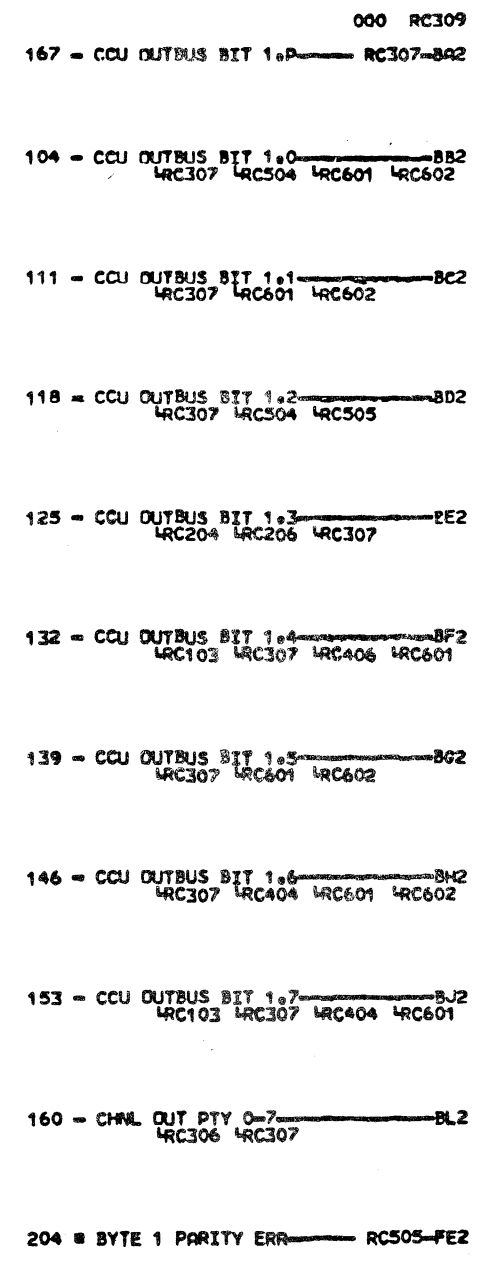 000 RC309
167 - CCU OUTBUS BIT 1.P—— RC307-BA2
104 - CCU OUTBUS BIT 1.0——BB2
RC307 RC504 RC601 RC602
111 - CCU OUTBUS BIT 1.1——BC2
RC307 RC601 RC602
118 - CCU OUTBUS BIT 1.2——BD2
RC307 RC504 RC505
125 - CCU OUTBUS BIT 1.3——BE2
RC204 RC206 RC307
132 - CCU OUTBUS BIT 1.4——BF2
RC103 RC307 RC406 RC601
139 - CCU OUTBUS BIT 1.5——BG2
RC307 RC601 RC602
146 - CCU OUTBUS BIT 1.6——BH2
RC307 RC404 RC601 RC602
153 - CCU OUTBUS BIT 1.7——BJ2
RC103 RC307 RC404 RC601
160 - CHNL OUT PTY 0-7——BL2
RC306 RC307
204 * BYTE 1 PARITY ERR—— RC505-FE2